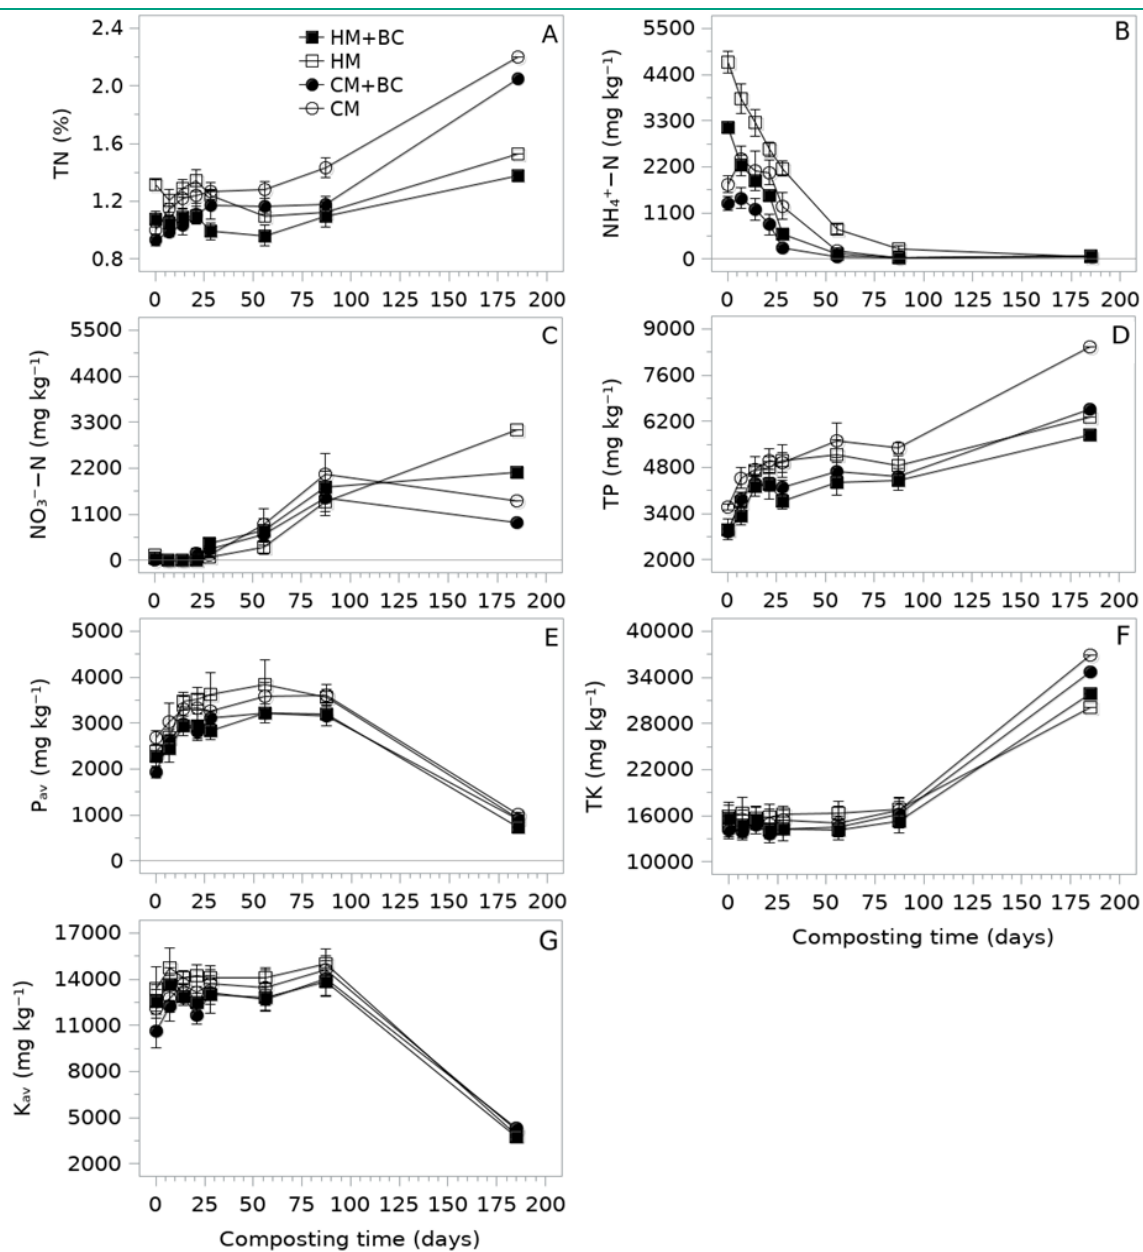 A
TN (%)
2.4
2.0
1.6
1.2
0.8
HM+BC
HM
CM+BC
CM
0 25 50 75 100 125 150 175 200
B
NH₄⁺−N (mg kg⁻¹)
5500
4400
3300
2200
1100
0
0 25 50 75 100 125 150 175 200
C
NO₃⁻−N (mg kg⁻¹)
5500
4400
3300
2200
1100
0
0 25 50 75 100 125 150 175 200
D
TP (mg kg⁻¹)
9000
7600
6200
4800
3400
2000
0 25 50 75 100 125 150 175 200
E
Pₐᵥ (mg kg⁻¹)
5000
4000
3000
2000
1000
0
0 25 50 75 100 125 150 175 200
F
TK (mg kg⁻¹)
40000
34000
28000
22000
16000
10000
0 25 50 75 100 125 150 175 200
Composting time (days)
G
Kₐᵥ (mg kg⁻¹)
17000
14000
11000
8000
5000
2000
0 25 50 75 100 125 150 175 200
Composting time (days)